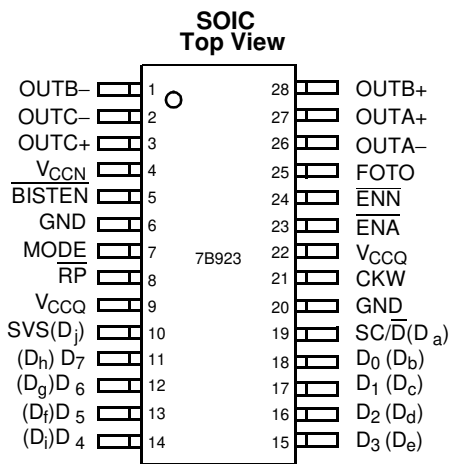 SOIC
Top View
OUTB− 1 28 OUTB+
OUTC− 2 27 OUTA+
OUTC+ 3 26 OUTA−
VCCN 4 25 FOTO
BISTEN 5 24 ENN
GND 6 23 ENA
MODE 7 22 VCCQ
RP 8 7B923 21 CKW
VCCQ 9 20 GND
SVS(Dj) 10 19 SC/D(Da)
(Dh) D7 11 18 D0 (Db)
(Dg)D6 12 17 D1 (Dc)
(Df)D5 13 16 D2 (Dd)
(Di)D4 14 15 D3 (De)